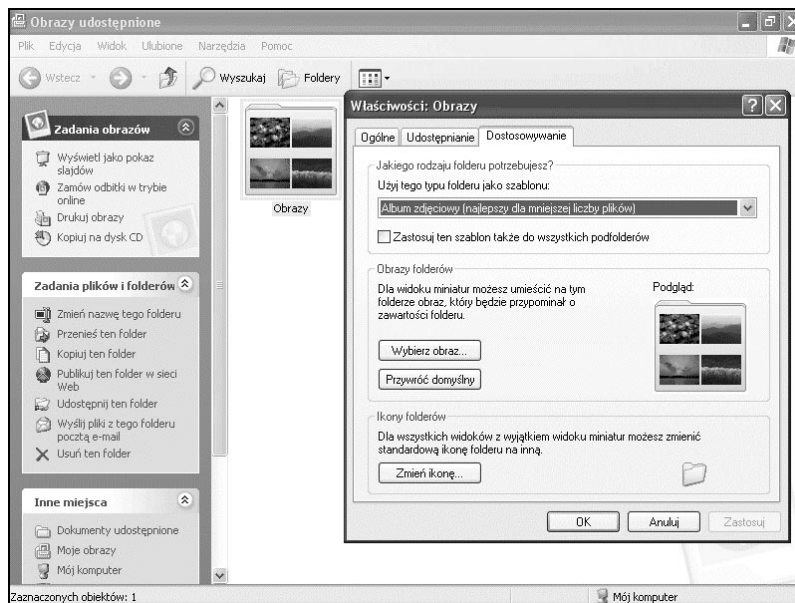 Obrazy udostępnione
Plik Edycja Widok Ulubione Narzędzia Pomoc
Wstecz Wyszukaj Foldery
Zadania obrazów
Wyświetl jako pokaz
slajdów
Zamów odbitki w trybie
online
Drukuj obrazy
Kopiuj na dysk CD
Zadania plików i folderów
Zmień nazwę tego folderu
Przenieś ten folder
Kopiuj ten folder
Publikuj ten folder w sieci
Web
Udostępnij ten folder
Wyślij pliki z tego folderu
pocztą e-mail
Usuń ten folder
Inne miejsca
Dokumenty udostępnione
Moje obrazy
Mój komputer
Obrazy
Właściwości: Obrazy
Ogólne Udostępnianie Dostosowywanie
Jakiego rodzaju folderu potrzebujesz?
Użyj tego typu folderu jako szablonu:
Album zdjęciowy (najlepszy dla mniejszej liczby plików)
Zastosuj ten szablon także do wszystkich podfolderów
Obrazy folderów
Dla widoku miniatur możesz umieścić na tym
folderze obraz, który będzie przypominał o
zawartości folderu.
Podgląd:
Wybierz obraz...
Przywróć domyślny
Ikony folderów
Dla wszystkich widoków z wyjątkiem widoku miniatur możesz zmienić
standardową ikonę folderu na inną.
Zmień ikonę...
OK Anuluj Zastosuj
Zaznaczonych obiektów: 1 Mój komputer